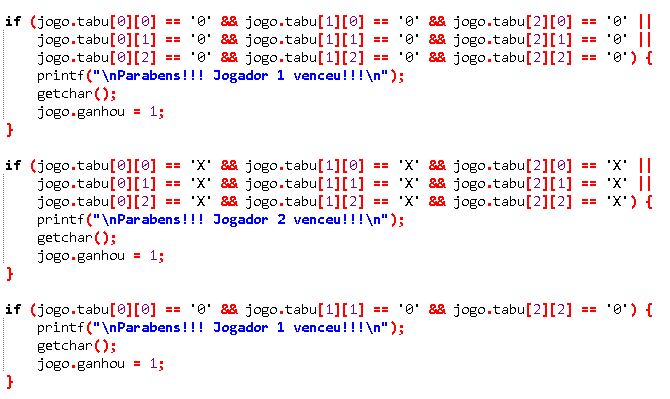 if (jogo.tabu[0][0] == '0' && jogo.tabu[1][0] == '0' && jogo.tabu[2][0] == '0' ||
jogo.tabu[0][1] == '0' && jogo.tabu[1][1] == '0' && jogo.tabu[2][1] == '0' ||
jogo.tabu[0][2] == '0' && jogo.tabu[1][2] == '0' && jogo.tabu[2][2] == '0') {
printf("\nParabens!!! Jogador 1 venceu!!!\n");
getchar();
jogo.ganhou = 1;
}
if (jogo.tabu[0][0] == 'X' && jogo.tabu[1][0] == 'X' && jogo.tabu[2][0] == 'X' ||
jogo.tabu[0][1] == 'X' && jogo.tabu[1][1] == 'X' && jogo.tabu[2][1] == 'X' ||
jogo.tabu[0][2] == 'X' && jogo.tabu[1][2] == 'X' && jogo.tabu[2][2] == 'X') {
printf("\nParabens!!! Jogador 2 venceu!!!\n");
getchar();
jogo.ganhou = 1;
}
if (jogo.tabu[0][0] == '0' && jogo.tabu[1][1] == '0' && jogo.tabu[2][2] == '0') {
printf("\nParabens!!! Jogador 1 venceu!!!\n");
getchar();
jogo.ganhou = 1;
}